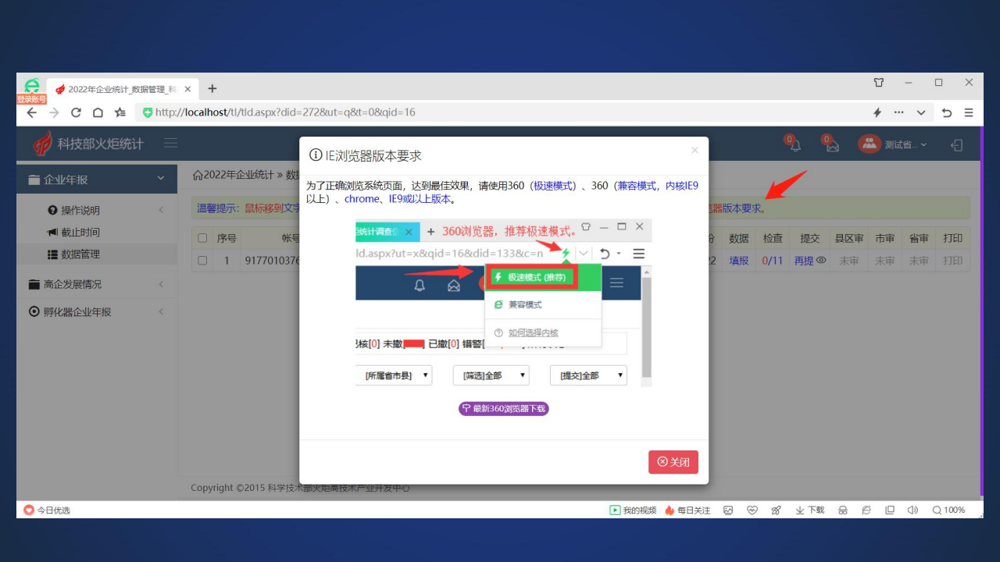 登录账号
2022年企业统计_数据管理_科
http://localhost/tl/tld.aspx?did=272&ut=q&t=0&qid=16
科技部火炬统计
0
0
测试省...
企业年报
操作说明
截止时间
数据管理
高企发展情况
孵化器企业年报
2022年企业统计 » 数据
温馨提示: 鼠标移到文字
器版本要求。
序号 帐号
数据 检查 提交 县区审 市审 省审 打印
1 9177010376
22 填报 0/11 再提 未审 未审 未审 打印
IE浏览器版本要求
为了正确浏览系统页面，达到最佳效果，请使用360（极速模式）、360（兼容模式，内核IE9
以上）、chrome、IE9或以上版本。
统计调查
360浏览器，推荐极速模式。
ld.aspx?ut=x&qid=16&did=133&c=n
极速模式 (推荐)
兼容模式
如何选择内核
核[0] 未撤 已撤[0] 错警[
[所属省市县] [筛选]全部 [提交]全部
最新360浏览器下载
关闭
Copyright ©2015 科学技术部火炬高技术产业开发中心
今日优选
我的视频 每日关注 下载 100%